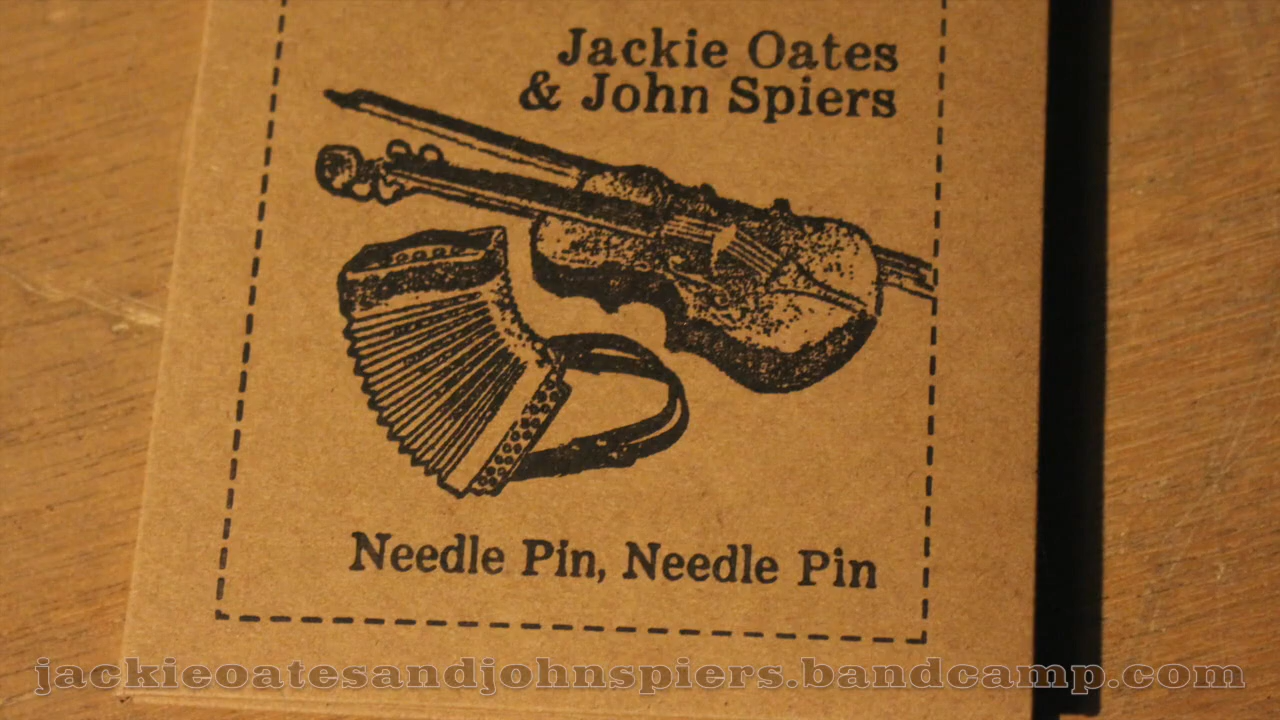 Jackie Oates
& John Spiers
Needle Pin, Needle Pin
jackieoatesandjohnspiers.bandcamp.com